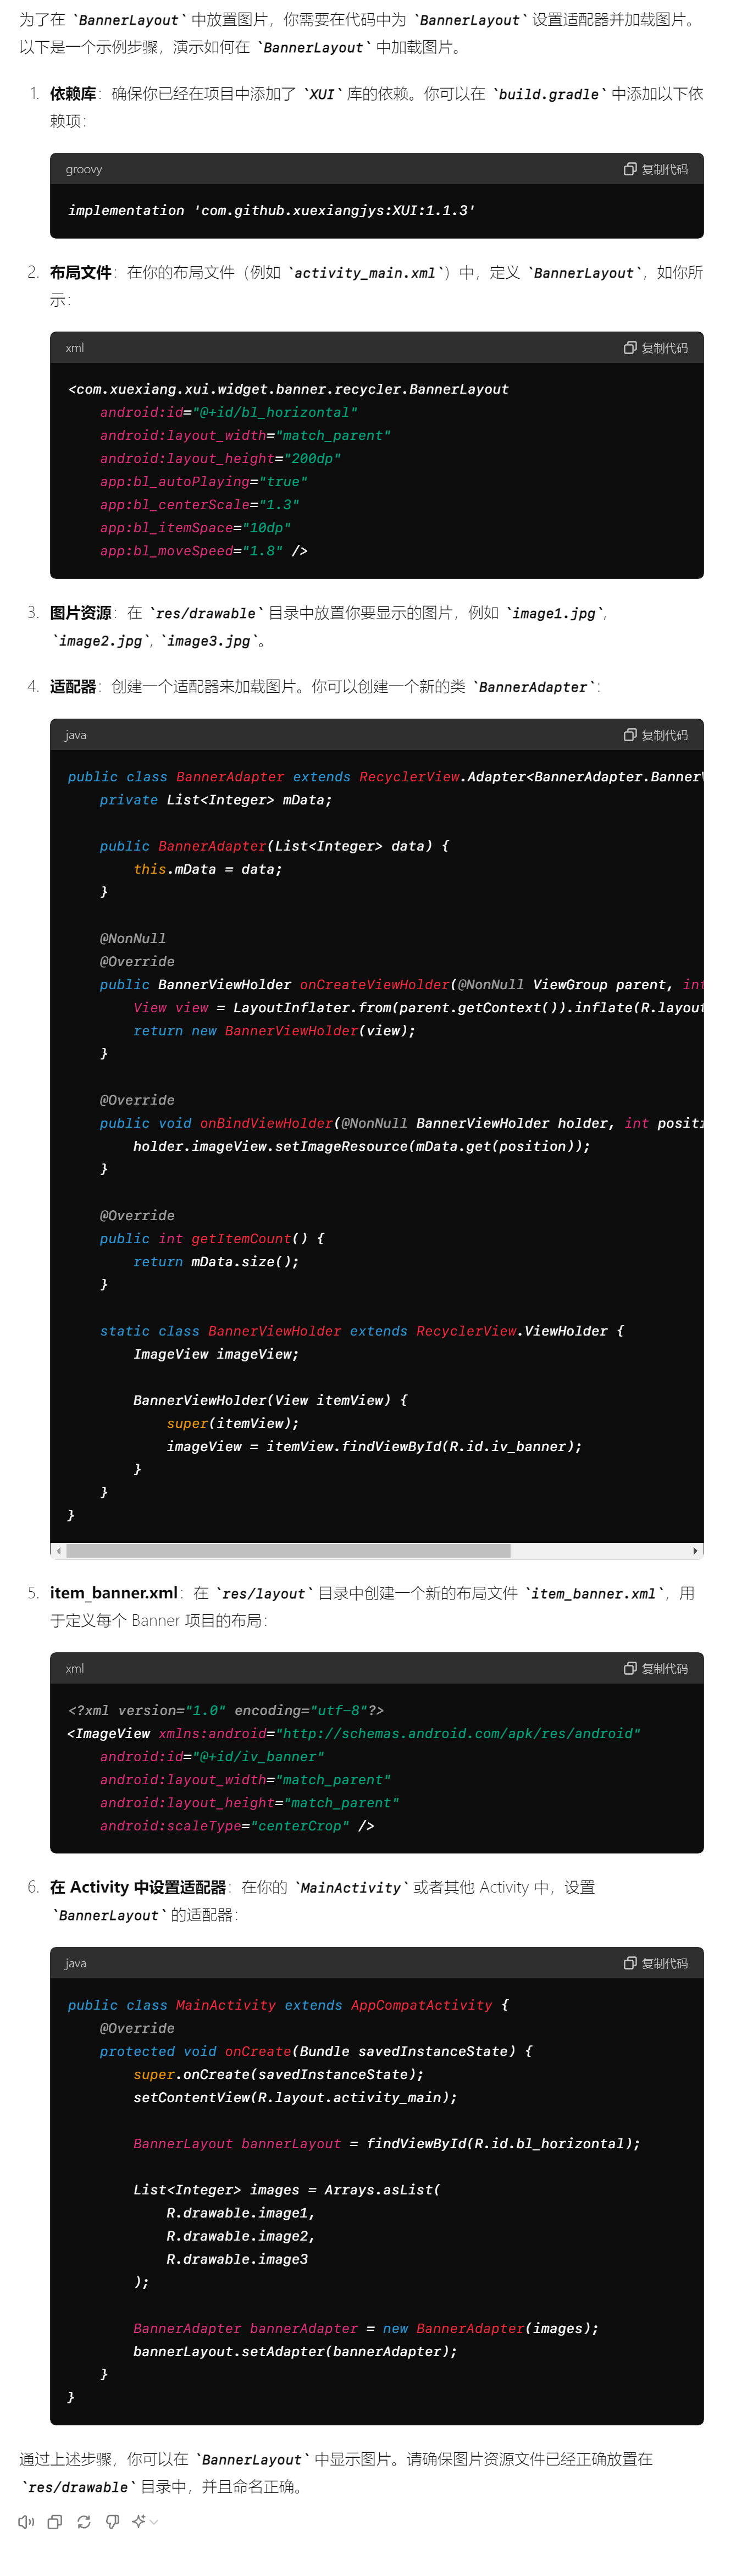 为了在 `BannerLayout` 中放置图片，你需要在代码中为 `BannerLayout` 设置适配器并加载图片。
以下是一个示例步骤，演示如何在 `BannerLayout` 中加载图片。
1. 依赖库：确保你已经在项目中添加了 `XUI` 库的依赖。你可以在 `build.gradle` 中添加以下依
赖项：
groovy 复制代码
implementation 'com.github.xuexiangjys:XUI:1.1.3'
2. 布局文件：在你的布局文件（例如 `activity_main.xml`）中，定义 `BannerLayout`，如你所
示：
xml 复制代码
<com.xuexiang.xui.widget.banner.recycler.BannerLayout
    android:id="@+id/bl_horizontal"
    android:layout_width="match_parent"
    android:layout_height="200dp"
    app:bl_autoPlaying="true"
    app:bl_centerScale="1.3"
    app:bl_itemSpace="10dp"
    app:bl_moveSpeed="1.8" />
3. 图片资源：在 `res/drawable` 目录中放置你要显示的图片，例如 `image1.jpg`,
`image2.jpg`, `image3.jpg`。
4. 适配器：创建一个适配器来加载图片。你可以创建一个新的类 `BannerAdapter`：
java 复制代码
public class BannerAdapter extends RecyclerView.Adapter<BannerAdapter.BannerV
    private List<Integer> mData;
    public BannerAdapter(List<Integer> data) {
        this.mData = data;
    }
    @NonNull
    @Override
    public BannerViewHolder onCreateViewHolder(@NonNull ViewGroup parent, int
        View view = LayoutInflater.from(parent.getContext()).inflate(R.layout
        return new BannerViewHolder(view);
    }
    @Override
    public void onBindViewHolder(@NonNull BannerViewHolder holder, int positi
        holder.imageView.setImageResource(mData.get(position));
    }
    @Override
    public int getItemCount() {
        return mData.size();
    }
    static class BannerViewHolder extends RecyclerView.ViewHolder {
        ImageView imageView;
        BannerViewHolder(View itemView) {
            super(itemView);
            imageView = itemView.findViewById(R.id.iv_banner);
        }
    }
}
5. item_banner.xml：在 `res/layout` 目录中创建一个新的布局文件 `item_banner.xml`，用
于定义每个 Banner 项目的布局：
xml 复制代码
<?xml version="1.0" encoding="utf-8"?>
<ImageView xmlns:android="http://schemas.android.com/apk/res/android"
    android:id="@+id/iv_banner"
    android:layout_width="match_parent"
    android:layout_height="match_parent"
    android:scaleType="centerCrop" />
6. 在 Activity 中设置适配器：在你的 `MainActivity` 或者其他 Activity 中，设置
`BannerLayout` 的适配器：
java 复制代码
public class MainActivity extends AppCompatActivity {
    @Override
    protected void onCreate(Bundle savedInstanceState) {
        super.onCreate(savedInstanceState);
        setContentView(R.layout.activity_main);
        BannerLayout bannerLayout = findViewById(R.id.bl_horizontal);
        List<Integer> images = Arrays.asList(
            R.drawable.image1,
            R.drawable.image2,
            R.drawable.image3
        );
        BannerAdapter bannerAdapter = new BannerAdapter(images);
        bannerLayout.setAdapter(bannerAdapter);
    }
}
通过上述步骤，你可以在 `BannerLayout` 中显示图片。请确保图片资源文件已经正确放置在
`res/drawable` 目录中，并且命名正确。